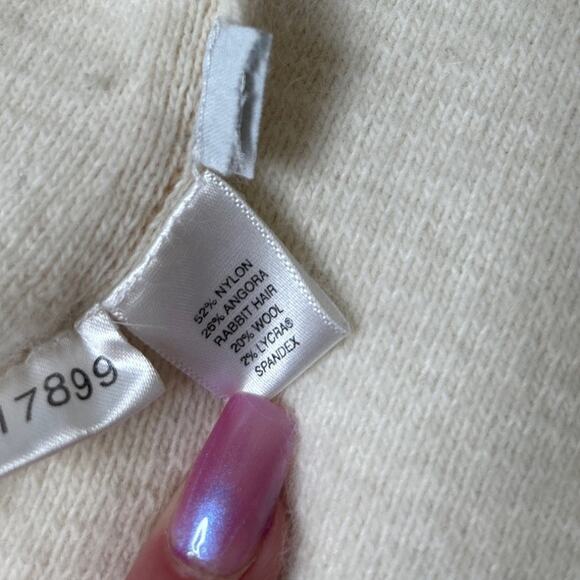 52% NYLON
26% ANGORA
RABBIT HAIR
20% WOOL
2% LYCRA®
SPANDEX
17899